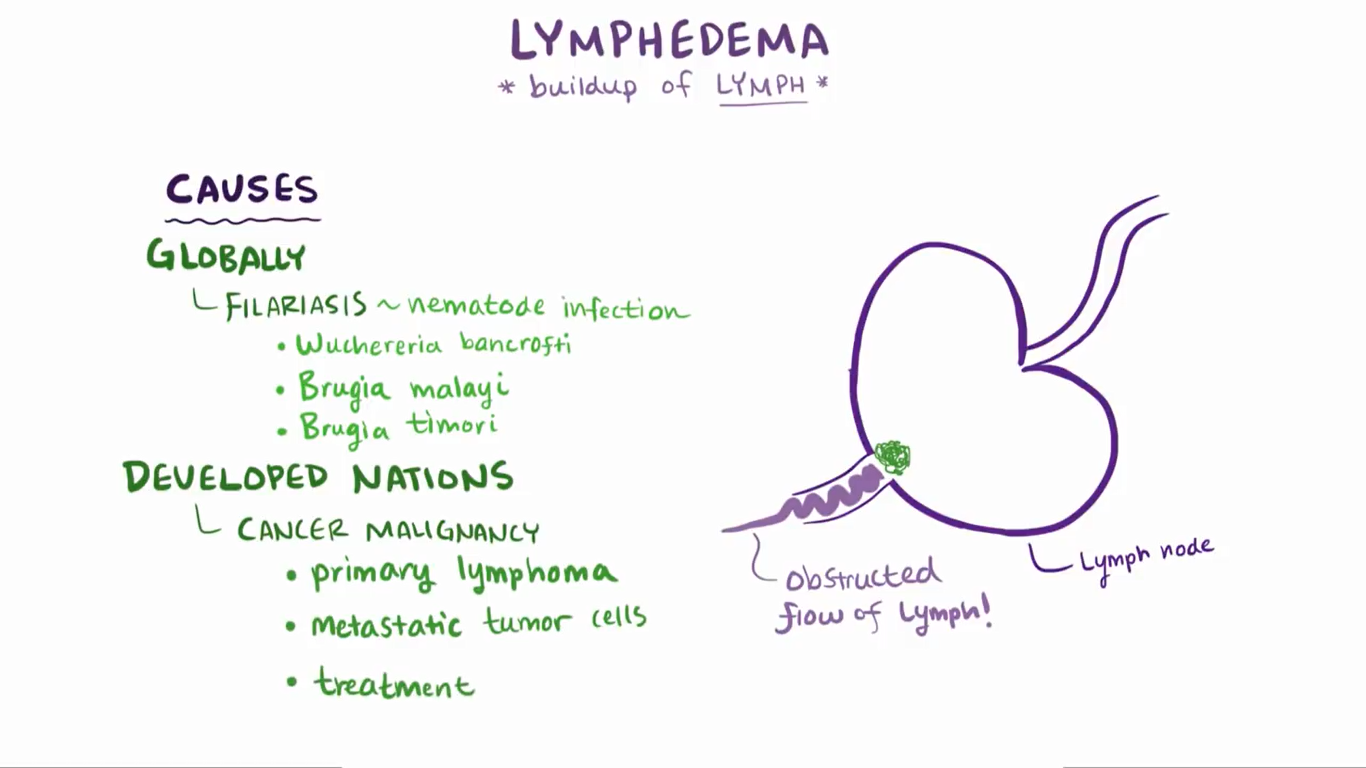 LYMPHEDEMA
* buildup of LYMPH *
CAUSES
GLOBALLY
FILARIASIS ~ nematode infection
• Wuchereria bancrofti
• Brugia malayi
• Brugia timori
DEVELOPED NATIONS
CANCER MALIGNANCY
• primary lymphoma
• metastatic tumor cells
• treatment
Obstructed
flow of Lymph!
Lymph node